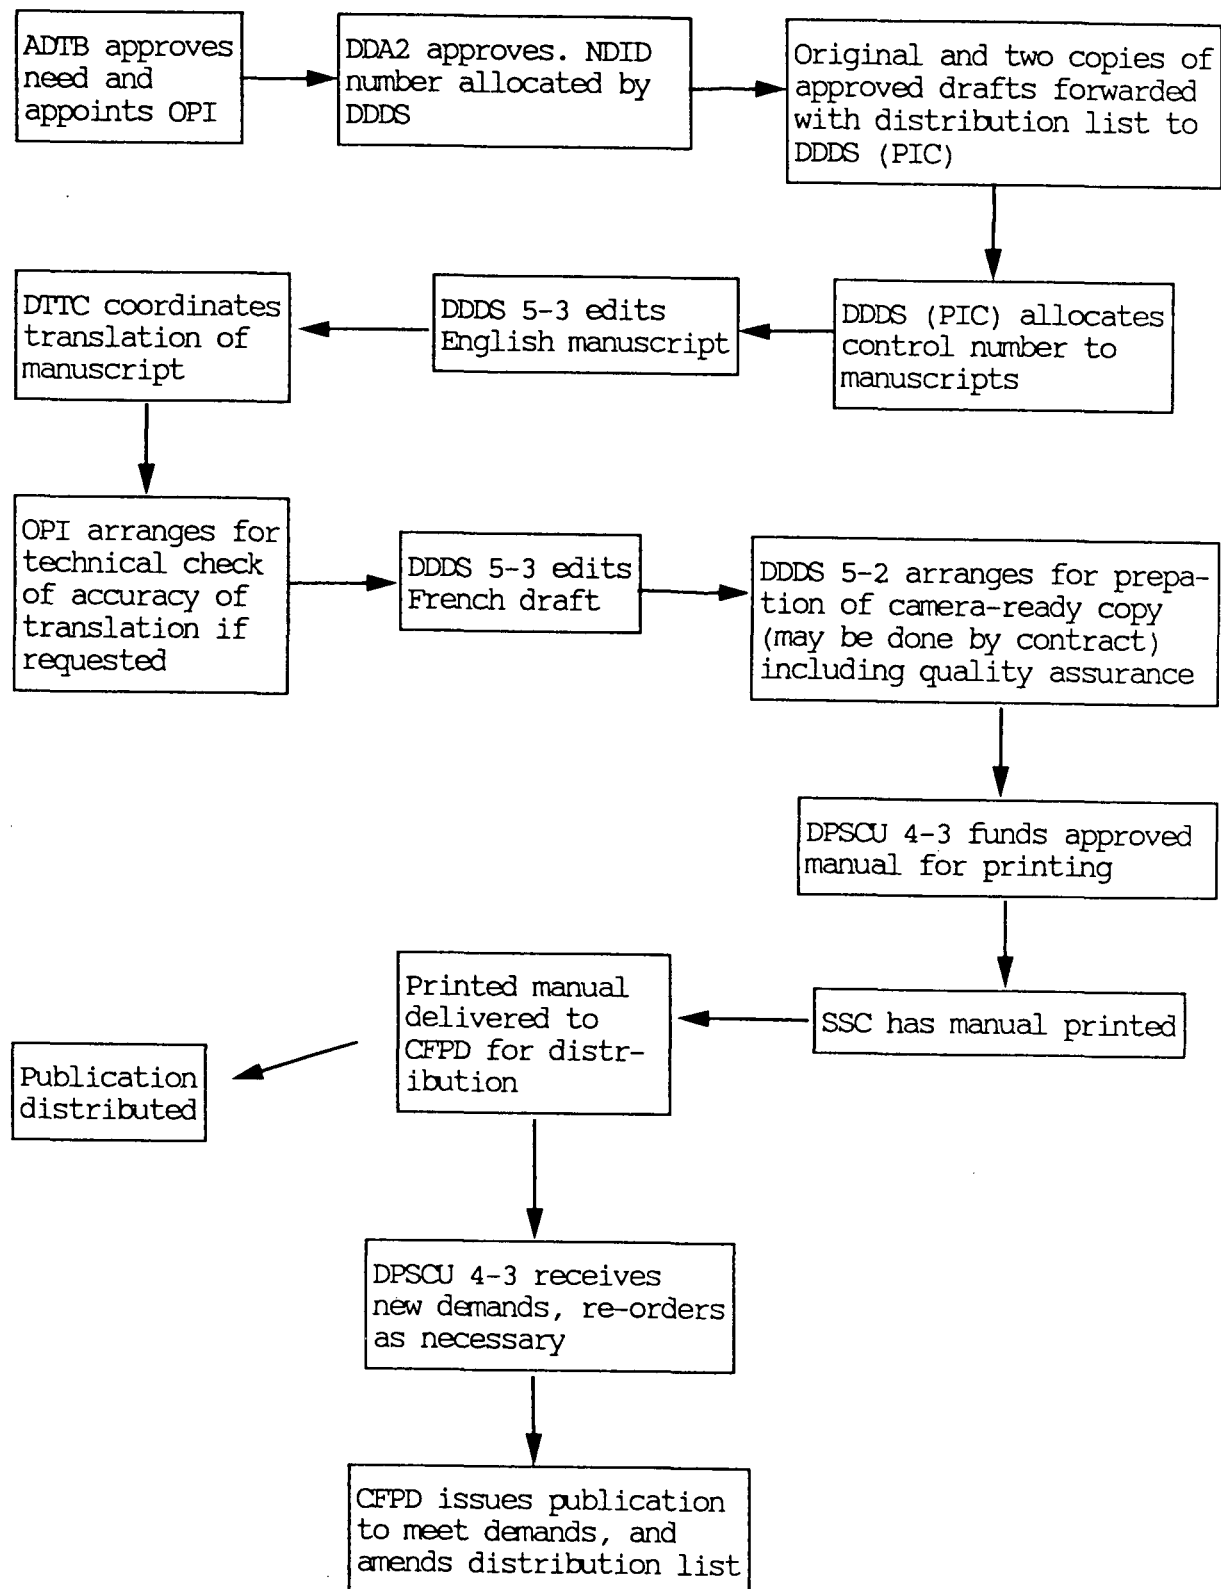 ADTB approves
need and
appoints OPI
DDA2 approves. NDID
number allocated by
DDDS
Original and two copies of
approved drafts forwarded
with distribution list to
DDDS (PIC)
DTTC coordinates
translation of
manuscript
DDDS 5-3 edits
English manuscript
DDDS (PIC) allocates
control number to
manuscripts
OPI arranges for
technical check
of accuracy of
translation if
requested
DDDS 5-3 edits
French draft
DDDS 5-2 arranges for prepa-
tion of camera-ready copy
(may be done by contract)
including quality assurance
DPSCU 4-3 funds approved
manual for printing
SSC has manual printed
Printed manual
delivered to
CFPD for distr-
ibution
Publication
distributed
DPSCU 4-3 receives
new demands, re-orders
as necessary
CFPD issues publication
to meet demands, and
amends distribution list